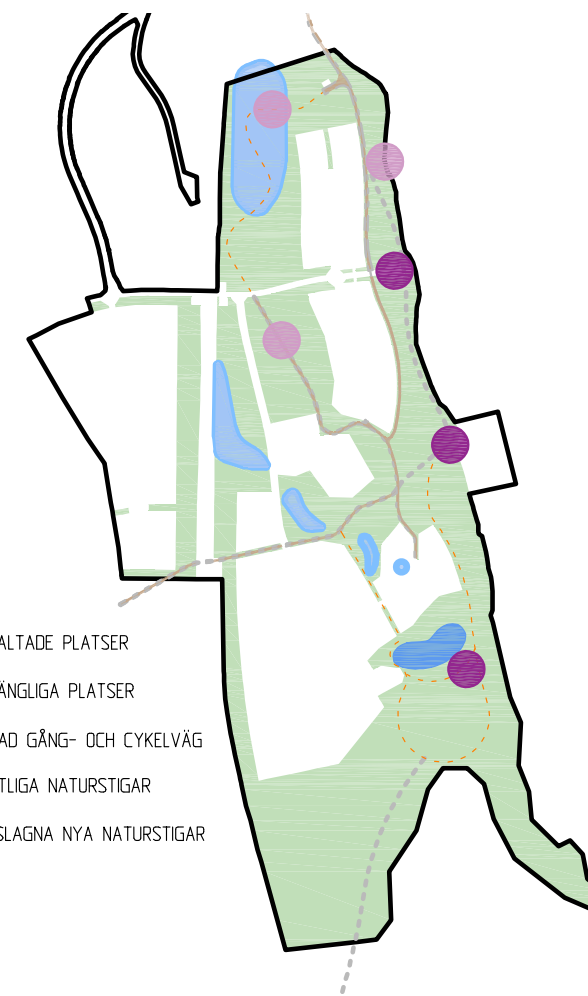 ALTADE PLATSER
ÄNGLIGA PLATSER
AD GÅNG- OCH CYKELVÄG
TLIGA NATURSTIGAR
SLAGNA NYA NATURSTIGAR